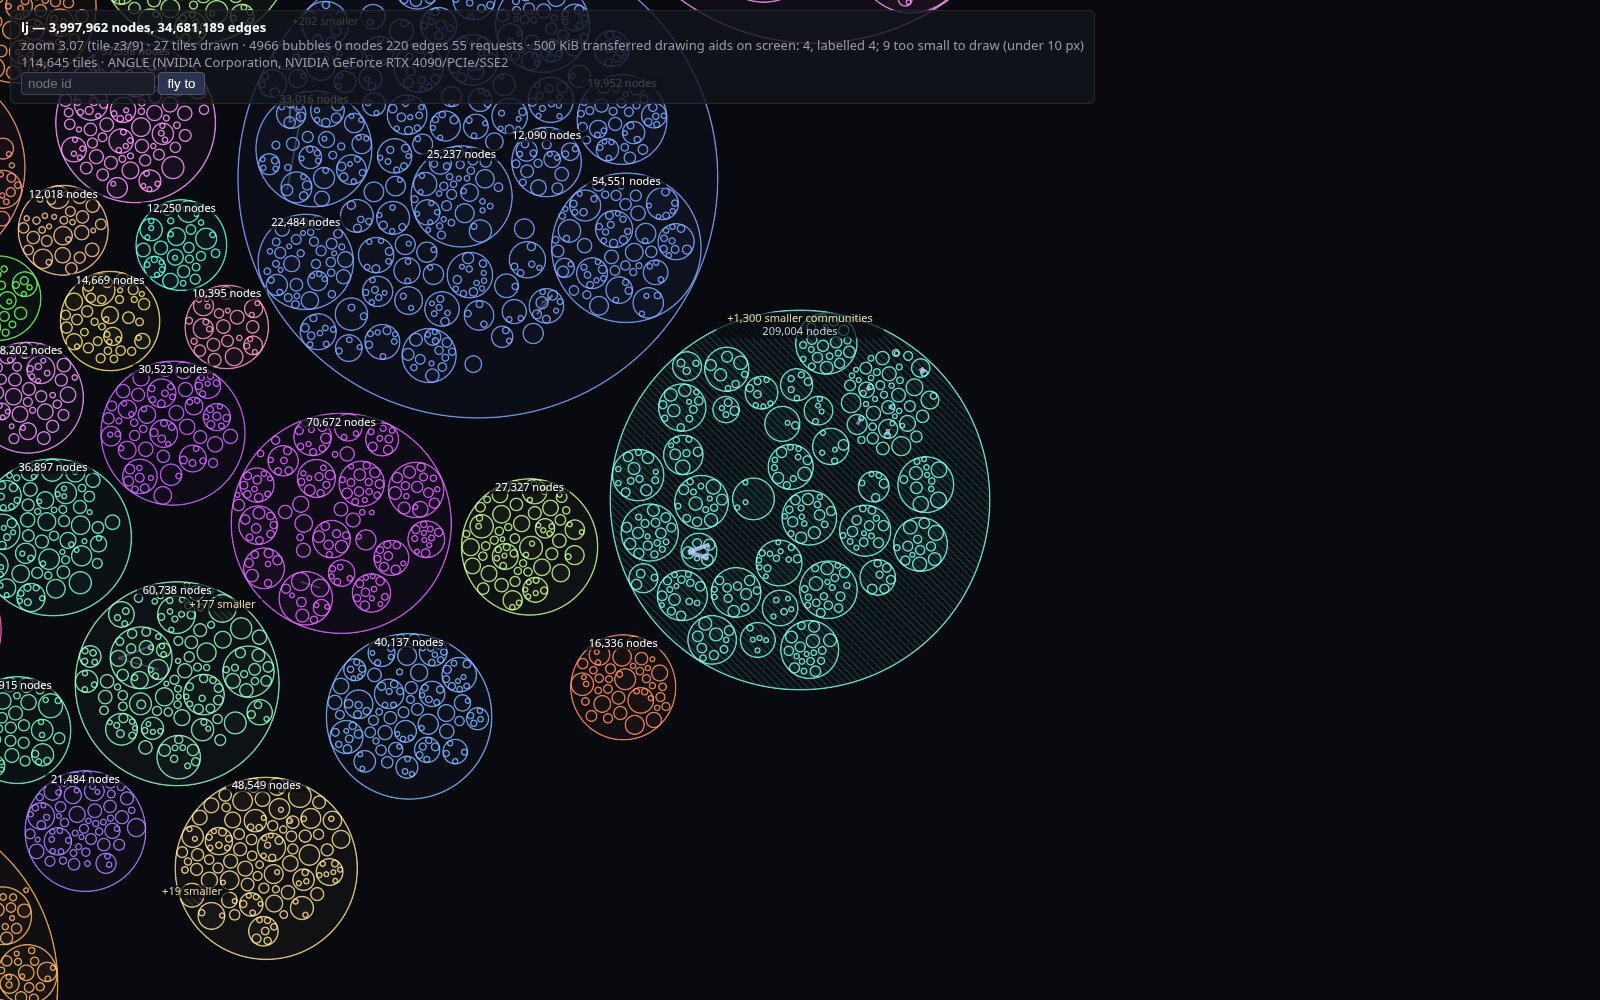 lj — 3,997,962 nodes, 34,681,189 edges
zoom 3.07 (tile z3/9) · 27 tiles drawn · 4966 bubbles 0 nodes 220 edges 55 requests · 500 KiB transferred drawing aids on screen: 4, labelled 4; 9 too small to draw (under 10 px)
114,645 tiles · ANGLE (NVIDIA Corporation, NVIDIA GeForce RTX 4090/PCIe/SSE2
node id
fly to
+202 smaller
19,952 nodes
33,016 nodes
12,090 nodes
25,237 nodes
54,551 nodes
12,018 nodes
12,250 nodes
22,484 nodes
14,669 nodes
10,395 nodes
+1,300 smaller communities
209,004 nodes
8,202 nodes
30,523 nodes
70,672 nodes
36,897 nodes
27,327 nodes
60,738 nodes
+177 smaller
40,137 nodes
16,336 nodes
915 nodes
21,484 nodes
48,549 nodes
+19 smaller